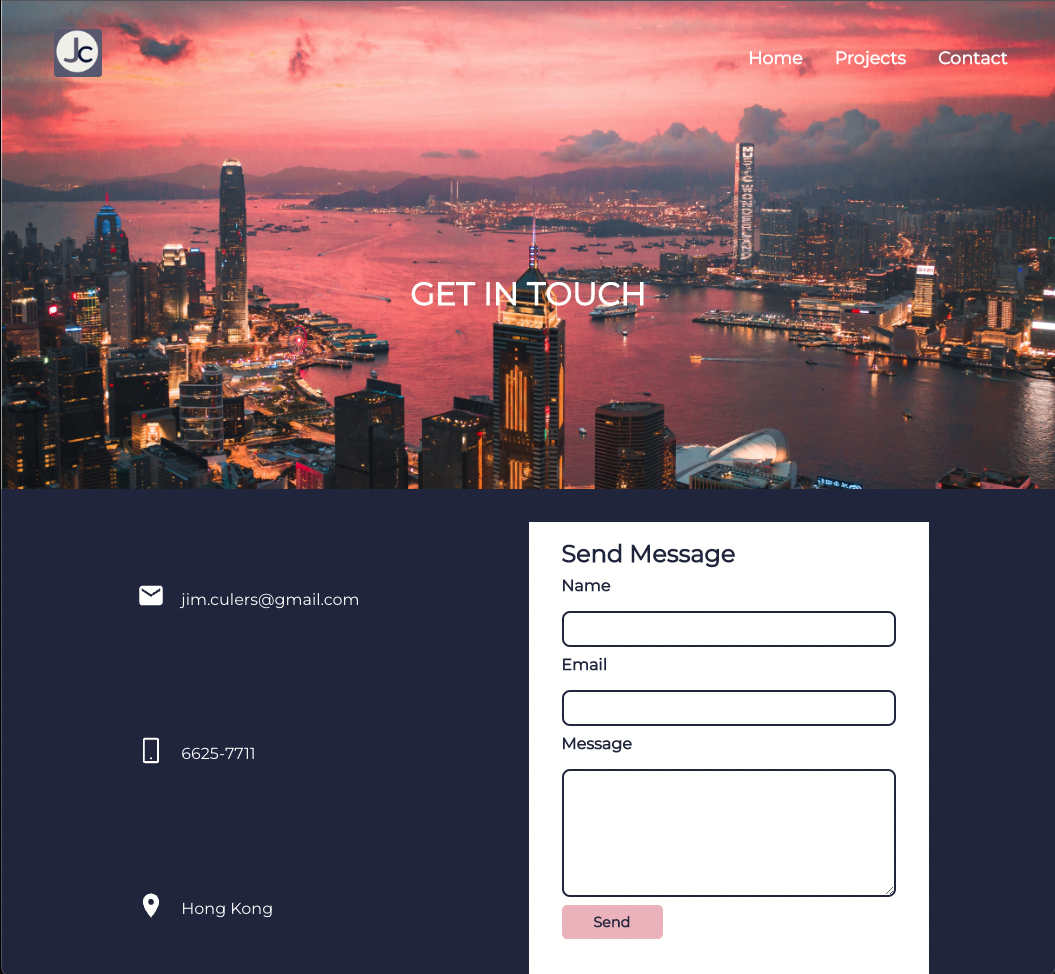 Jc
Home Projects Contact
GET IN TOUCH
jim.culers@gmail.com
6625-7711
Hong Kong
Send Message
Name
Email
Message
Send